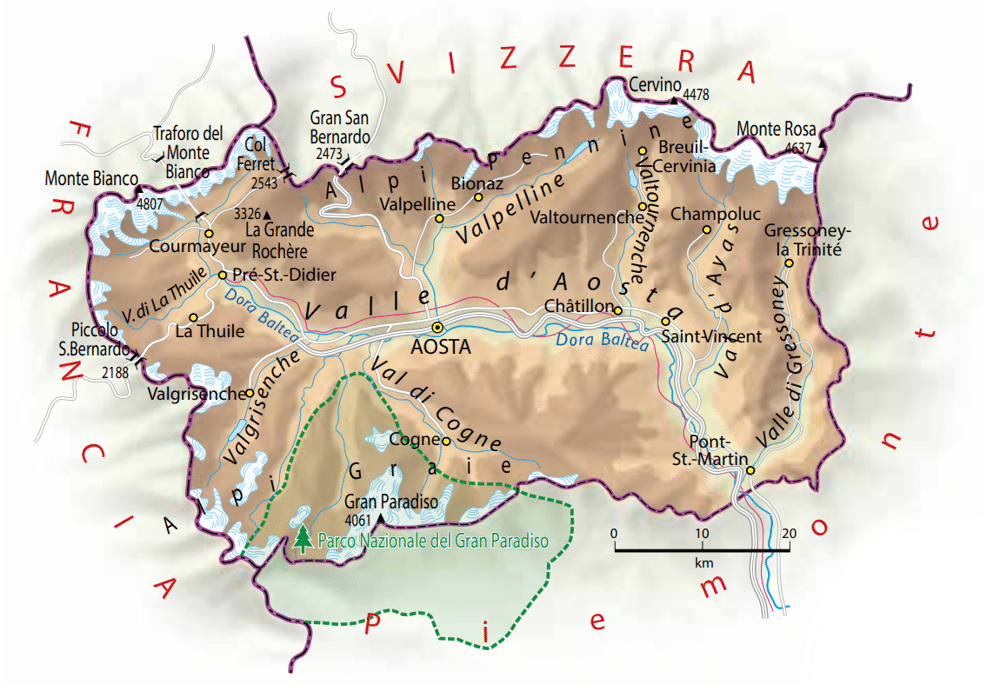 SVIZZERA
FRANCIA
Piemonte
Cervino
4478
Monte Rosa
4637
Gran San
Bernardo
2473
Traforo del
Monte
Bianco
Col
Ferret
2543
Monte Bianco
4807
Alpi Pennine
Breuil-
Cervinia
Bionaz
Valpelline
Valpelline
Valtournenche
Valtournenche
Champoluc
Gressoney-
la Trinité
3326
La Grande
Rochère
Courmayeur
Pré-St.-Didier
V. di La Thuile
La Thuile
Dora Baltea
Valle d'Aosta
Châtillon
Saint-Vincent
Val d'Ayas
Valle di Gressoney
AOSTA
Dora Baltea
Piccolo
S.Bernardo
2188
Valgrisenche
Valgrisenche
Val di Cogne
Cogne
Pont-
St.-Martin
Alpi Graie
Gran Paradiso
4061
Parco Nazionale del Gran Paradiso
0 10 20
km